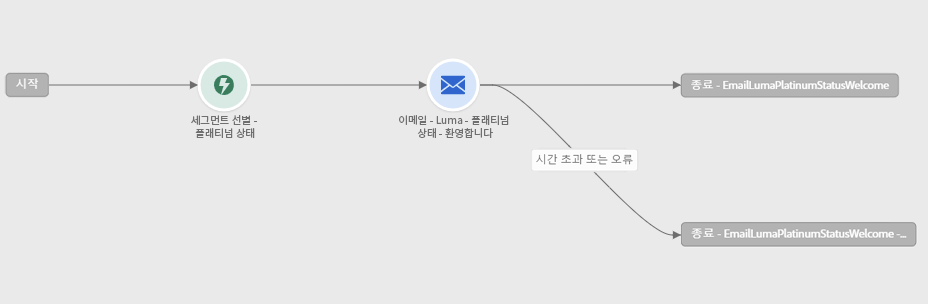 시작
세그먼트 선별 -
플래티넘 상태
이메일 - Luma - 플래티넘
상태 - 환영합니다
종료 - EmailLumaPlatinumStatusWelcome
시간 초과 또는 오류
종료 - EmailLumaPlatinumStatusWelcome -...